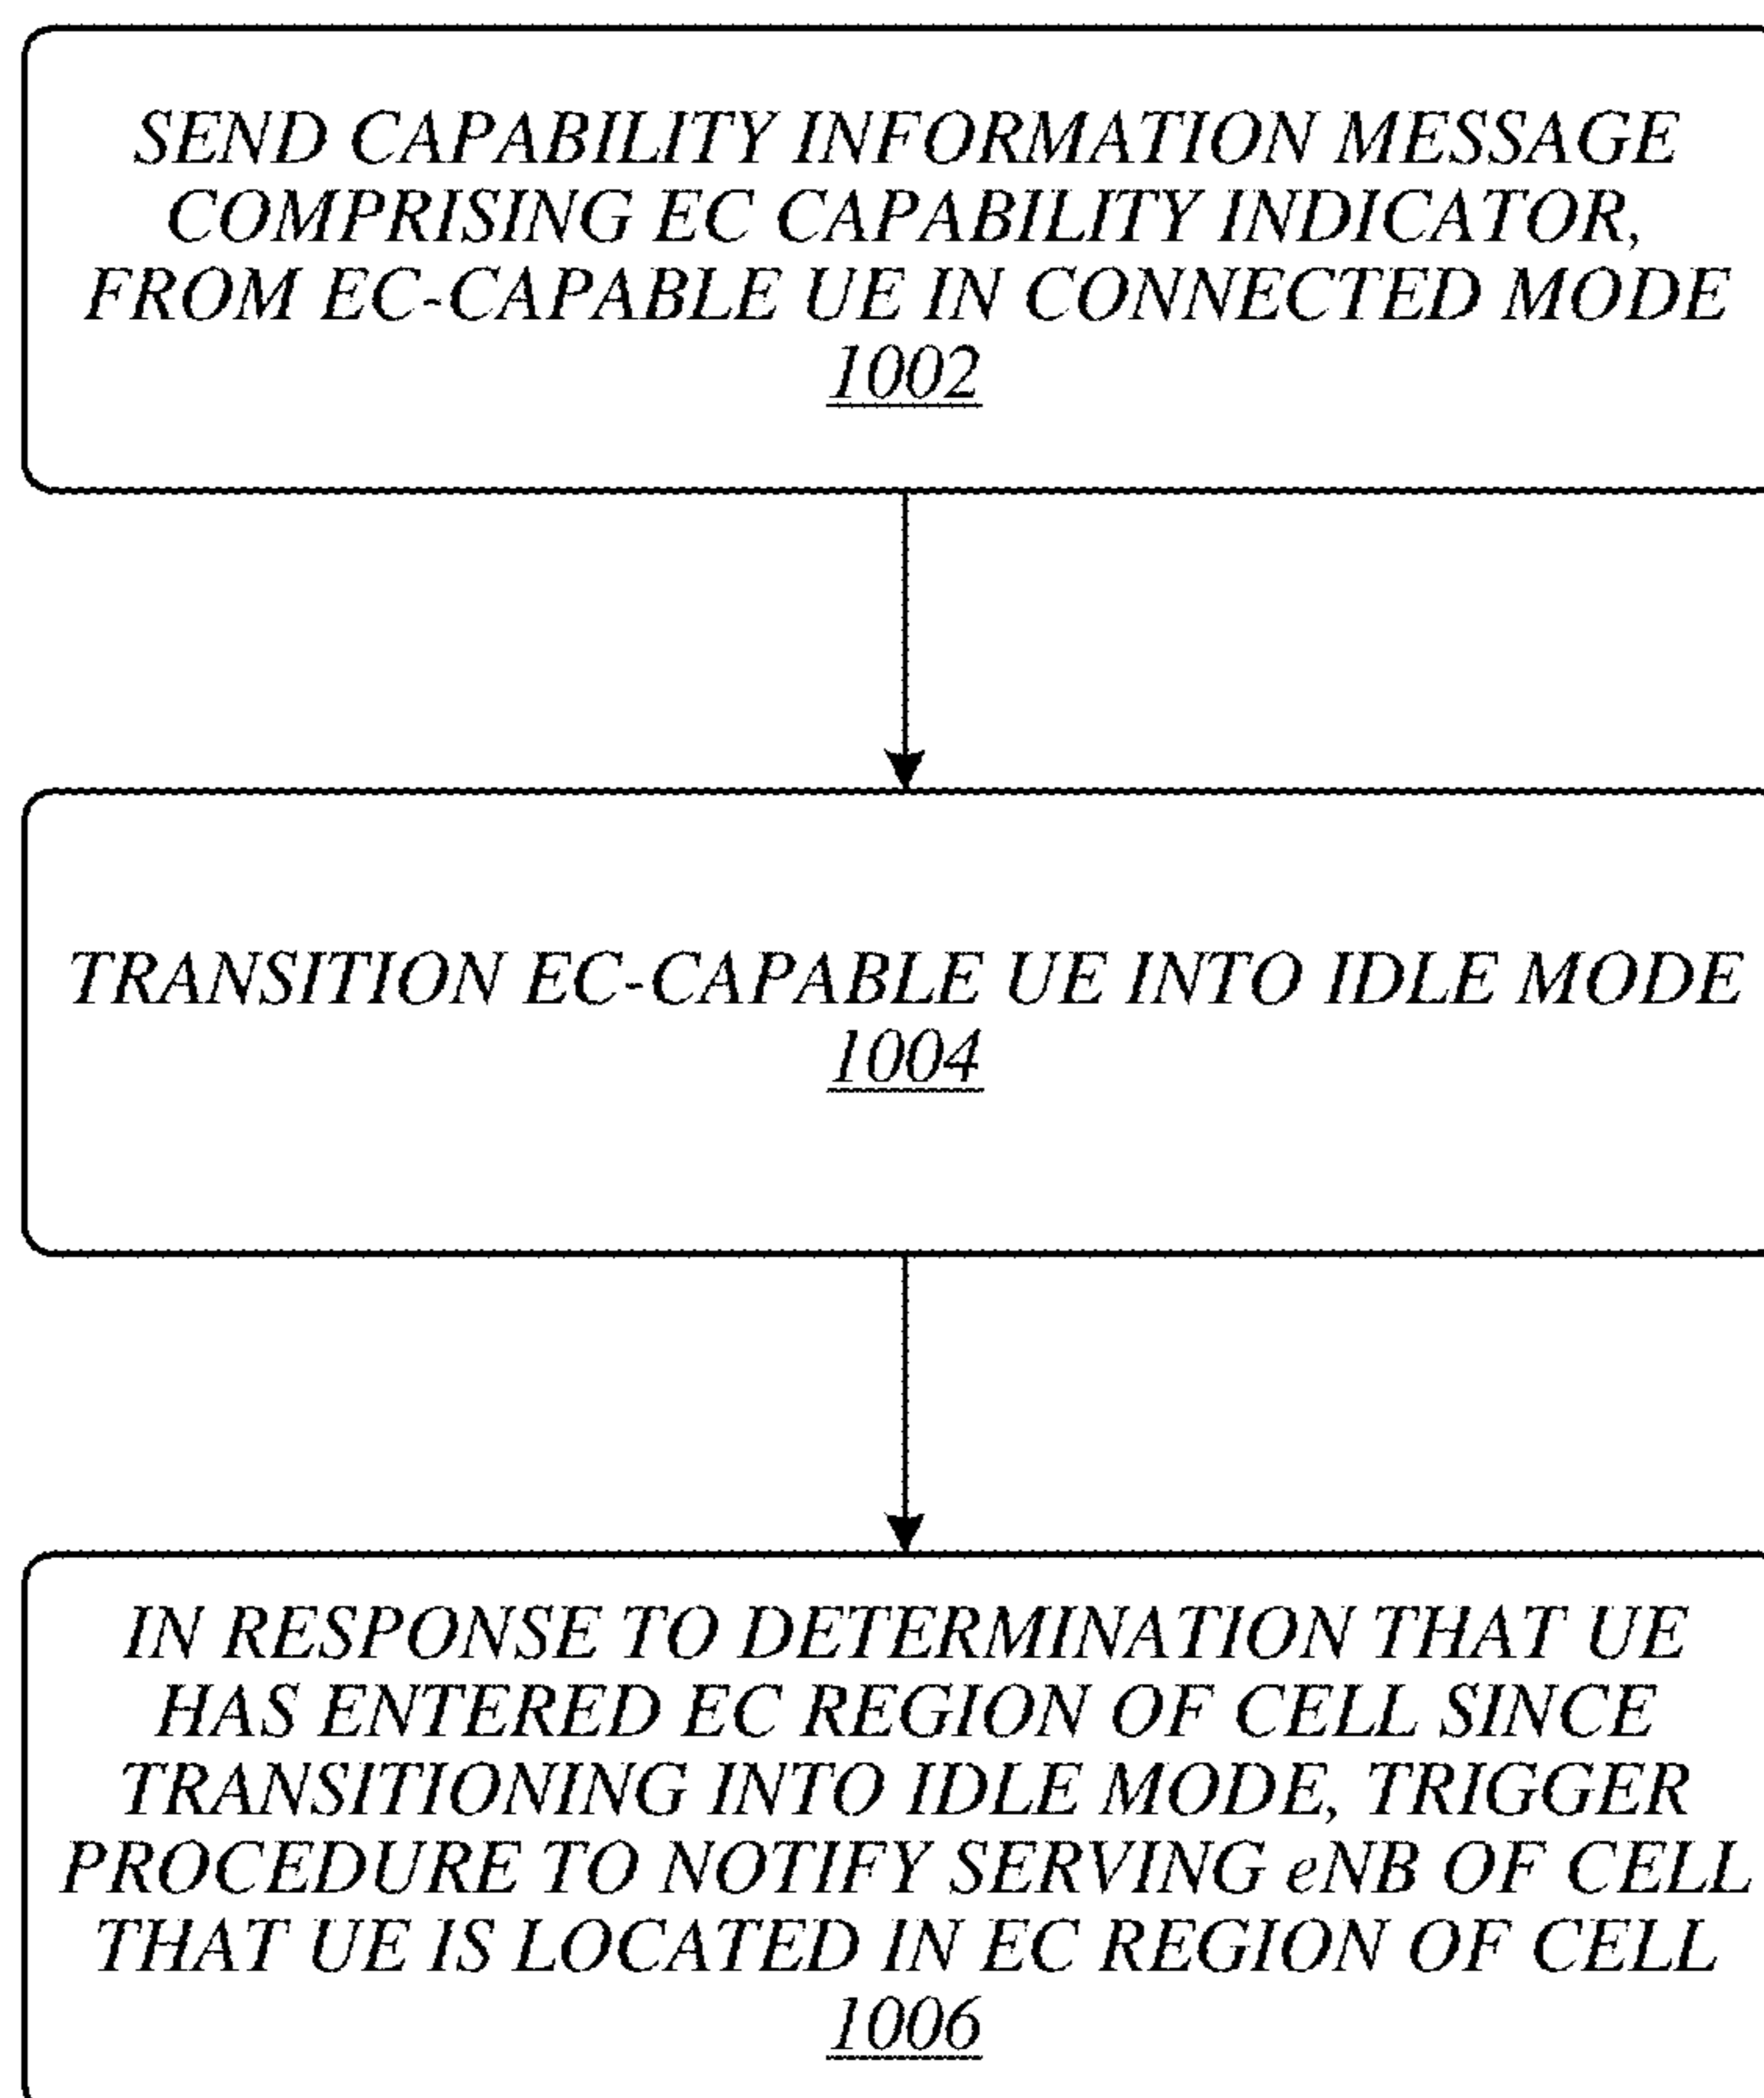 SEND CAPABILITY INFORMATION MESSAGE
COMPRISING EC CAPABILITY INDICATOR,
FROM EC-CAPABLE UE IN CONNECTED MODE
1002
TRANSITION EC-CAPABLE UE INTO IDLE MODE
1004
IN RESPONSE TO DETERMINATION THAT UE
HAS ENTERED EC REGION OF CELL SINCE
TRANSITIONING INTO IDLE MODE, TRIGGER
PROCEDURE TO NOTIFY SERVING eNB OF CELL
THAT UE IS LOCATED IN EC REGION OF CELL
1006